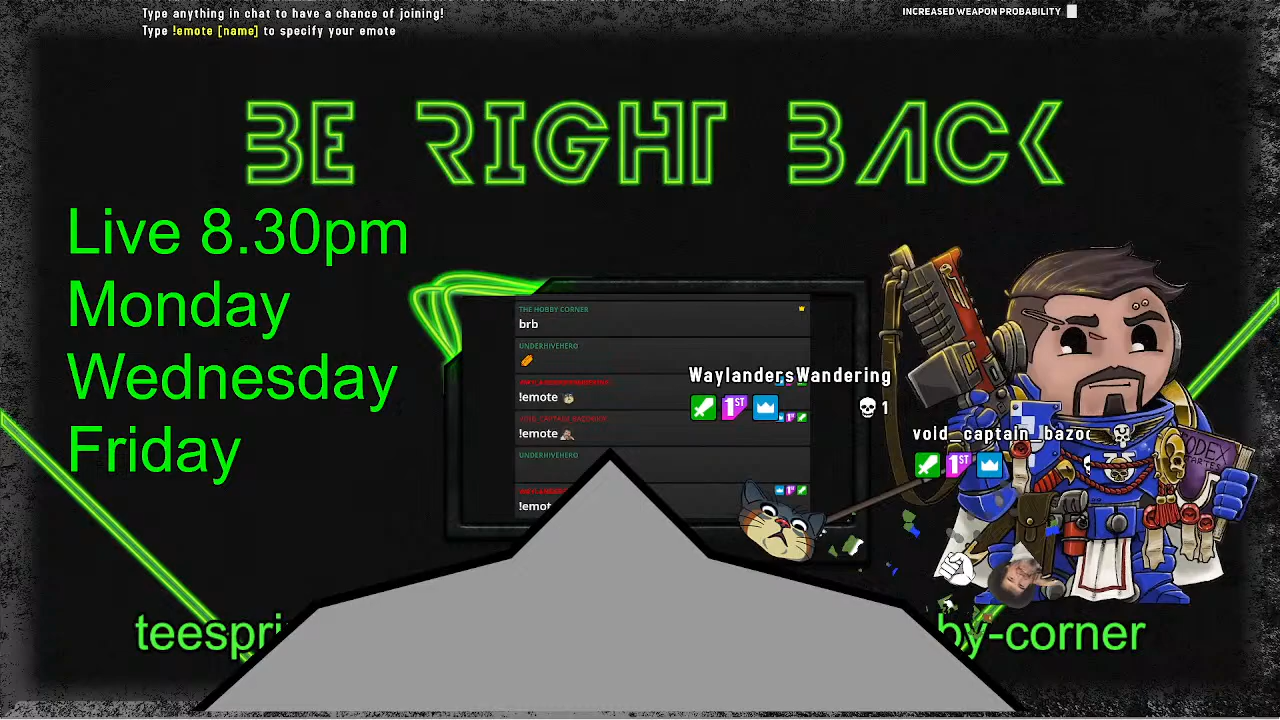 Type anything in chat to have a chance of joining!
Type !emote [name] to specify your emote
INCREASED WEAPON PROBABILITY
BE RIGHT BACK
Live 8.30pm
Monday
Wednesday
Friday
THE HOBBY CORNER
brb
UNDERHIVEHERO
!emote
!emote
UNDERHIVEHERO
WaylandersWandering
1ST
1
void_captain_bazoo
1ST
teespri
by-corner